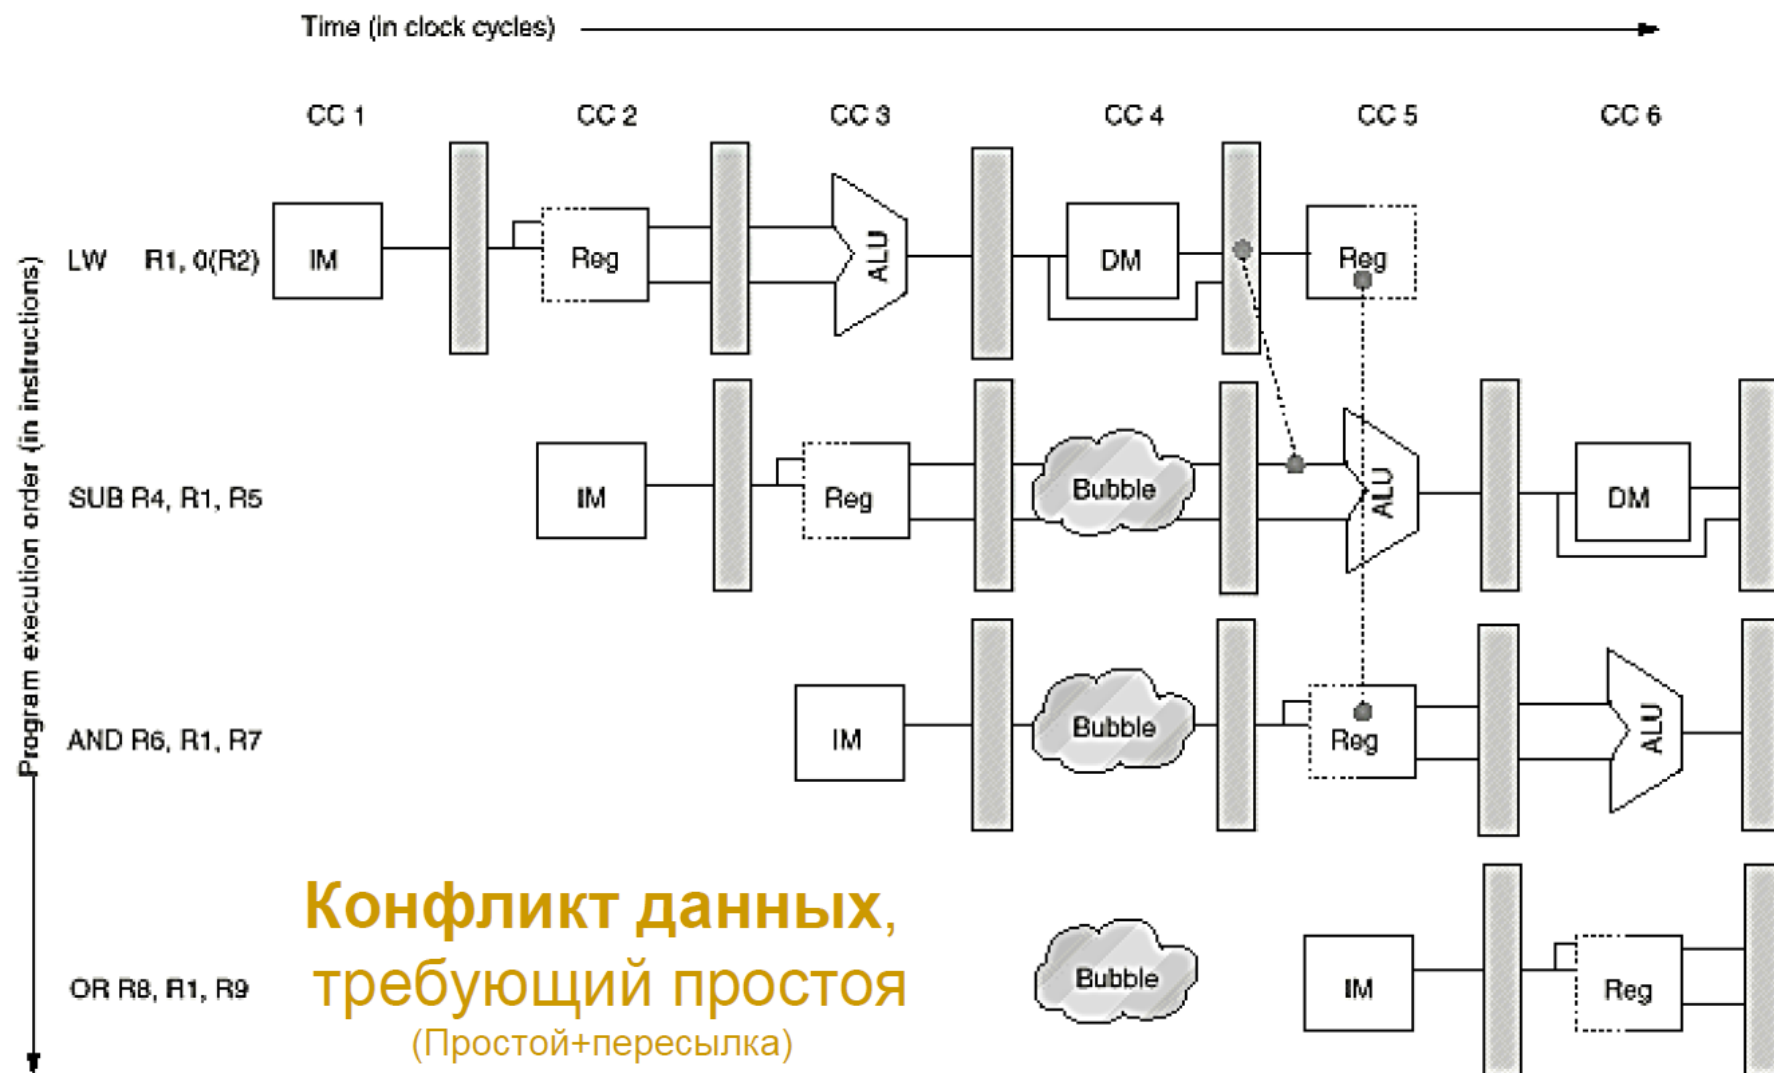 Time (in clock cycles)
CC 1 CC 2 CC 3 CC 4 CC 5 CC 6
Program execution order (in instructions)
LW R1, 0(R2) IM Reg ALU DM Reg
SUB R4, R1, R5 IM Reg Bubble ALU DM
AND R6, R1, R7 IM Bubble Reg ALU
OR R8, R1, R9 Bubble IM Reg
Конфликт данных,
требующий простоя
(Простой+пересылка)